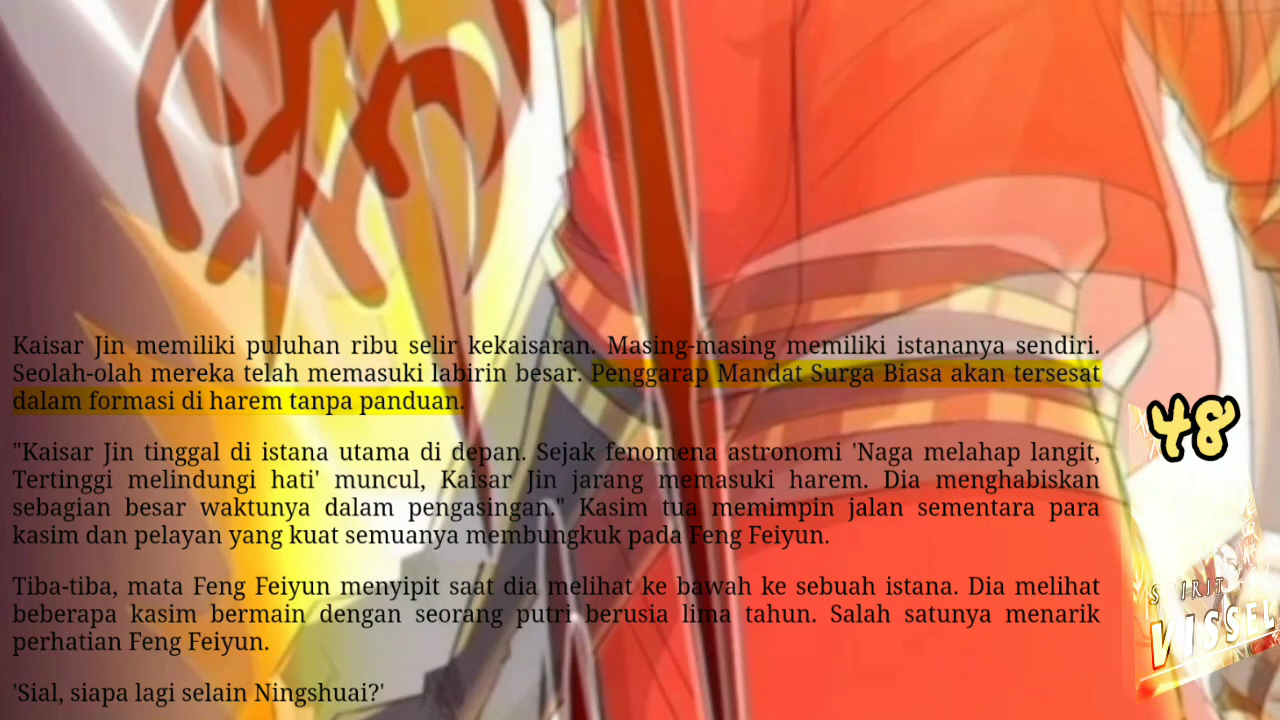 Kaisar Jin memiliki puluhan ribu selir kekaisaran. Masing-masing memiliki istananya sendiri.
Seolah-olah mereka telah memasuki labirin besar. Penggarap Mandat Surga Biasa akan tersesat
dalam formasi di harem tanpa panduan.
"Kaisar Jin tinggal di istana utama di depan. Sejak fenomena astronomi 'Naga melahap langit,
Tertinggi melindungi hati' muncul, Kaisar Jin jarang memasuki harem. Dia menghabiskan
sebagian besar waktunya dalam pengasingan." Kasim tua memimpin jalan sementara para
kasim dan pelayan yang kuat semuanya membungkuk pada Feng Feiyun.
Tiba-tiba, mata Feng Feiyun menyipit saat dia melihat ke bawah ke sebuah istana. Dia melihat
beberapa kasim bermain dengan seorang putri berusia lima tahun. Salah satunya menarik
perhatian Feng Feiyun.
'Sial, siapa lagi selain Ningshuai?'
48
SPIRIT
VISSEL